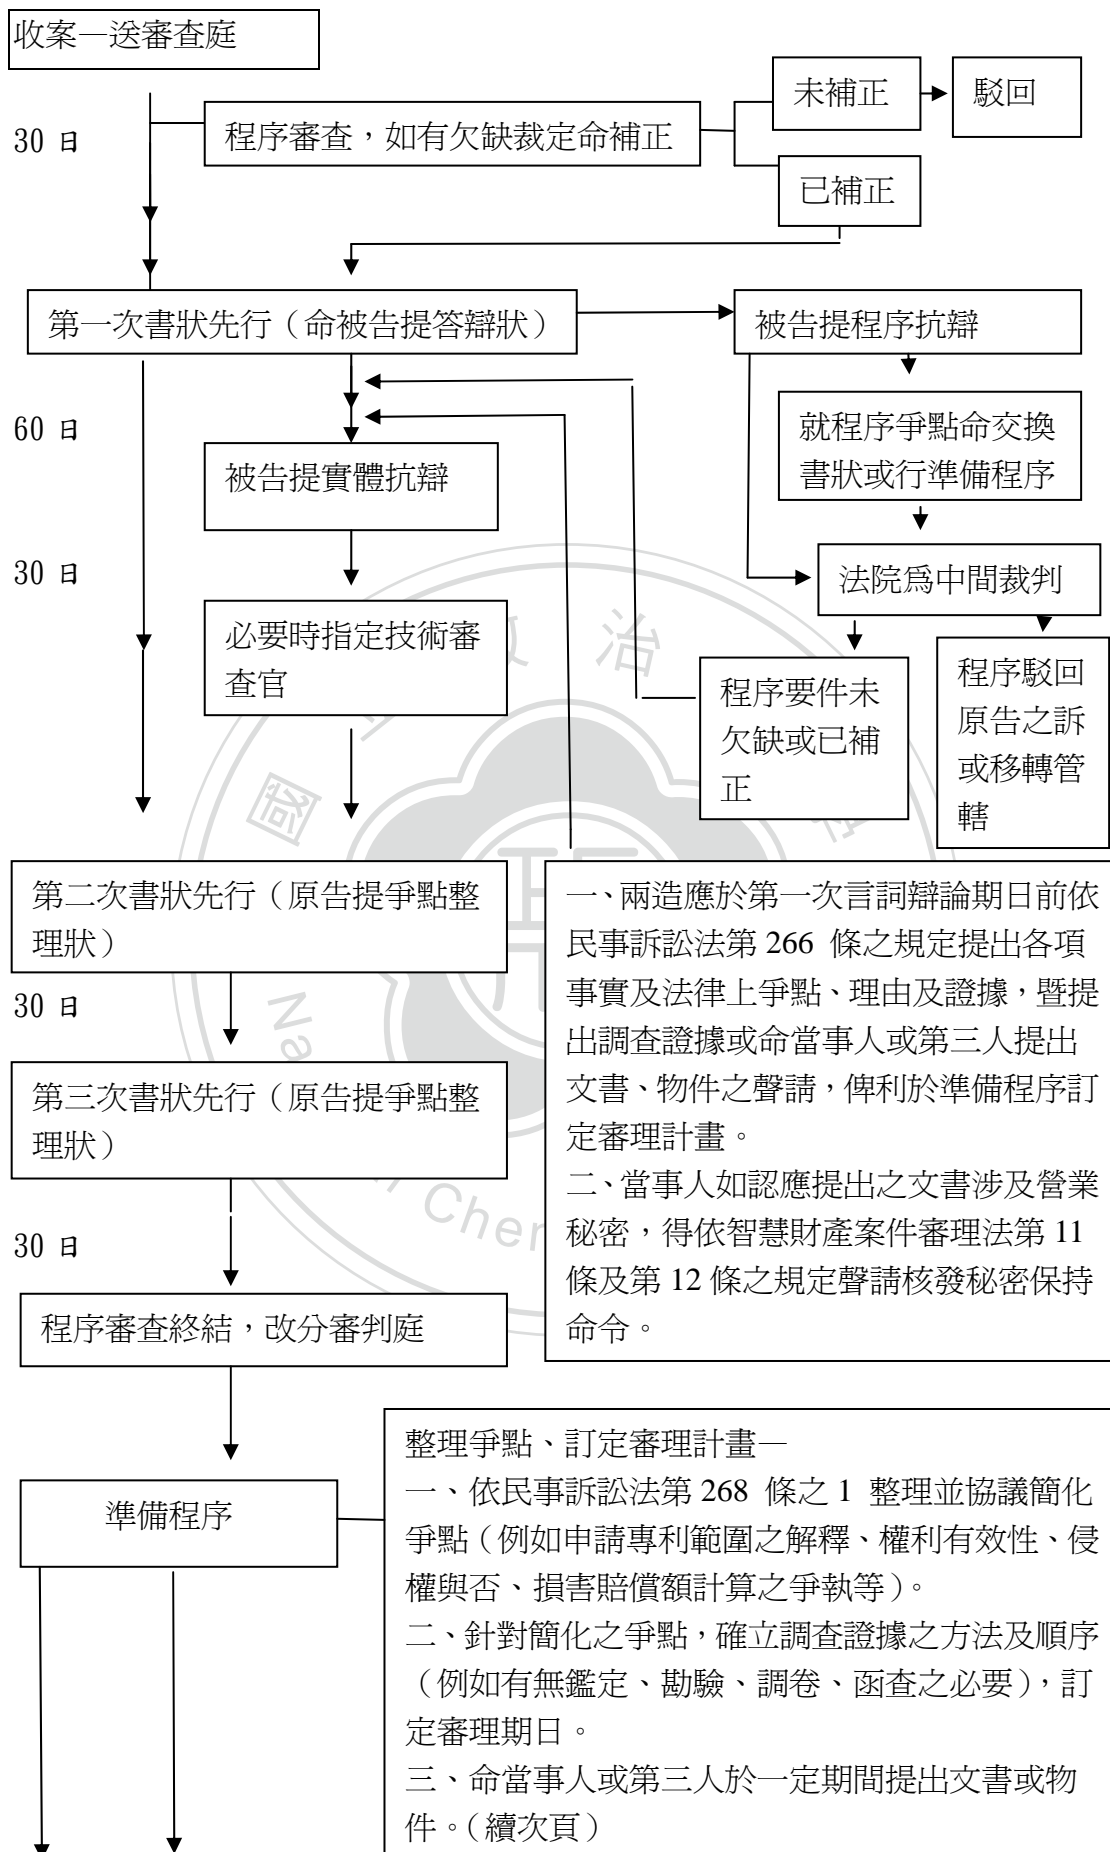 收案—送審查庭
未補正
駁回
30 日
程序審查，如有欠缺裁定命補正
已補正
第一次書狀先行（命被告提答辯狀）
被告提程序抗辯
60 日
就程序爭點命交換
書狀或行準備程序
被告提實體抗辯
30 日
法院為中間裁判
必要時指定技術審
查官
程序要件未
欠缺或已補
正
程序駁回
原告之訴
或移轉管
轄
第二次書狀先行（原告提爭點整
理狀）
30 日
第三次書狀先行（原告提爭點整
理狀）
30 日
程序審查終結，改分審判庭
一、兩造應於第一次言詞辯論期日前依
民事訴訟法第 266 條之規定提出各項
事實及法律上爭點、理由及證據，暨提
出調查證據或命當事人或第三人提出
文書、物件之聲請，俾利於準備程序訂
定審理計畫。
二、當事人如認應提出之文書涉及營業
秘密，得依智慧財產案件審理法第 11
條及第 12 條之規定聲請核發秘密保持
命令。
準備程序
整理爭點、訂定審理計畫—
一、依民事訴訟法第 268 條之 1 整理並協議簡化
爭點（例如申請專利範圍之解釋、權利有效性、侵
權與否、損害賠償額計算之爭執等）。
二、針對簡化之爭點，確立調查證據之方法及順序
（例如有無鑑定、勘驗、調卷、函查之必要），訂
定審理期日。
三、命當事人或第三人於一定期間提出文書或物
件。（續次頁）
國
治
Na
Cher